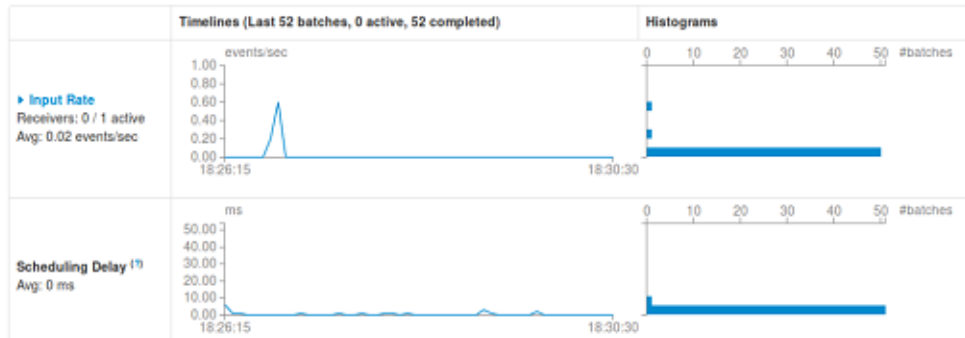 Timelines (Last 52 batches, 0 active, 52 completed)
Histograms
▸ Input Rate
Receivers: 0 / 1 active
Avg: 0.02 events/sec
events/sec
1.00
0.80
0.60
0.40
0.20
0.00
18:26:15
18:30:30
0 10 20 30 40 50 #batches
Scheduling Delay (?)
Avg: 0 ms
ms
50.00
40.00
30.00
20.00
10.00
0.00
18:26:15
18:30:30
0 10 20 30 40 50 #batches